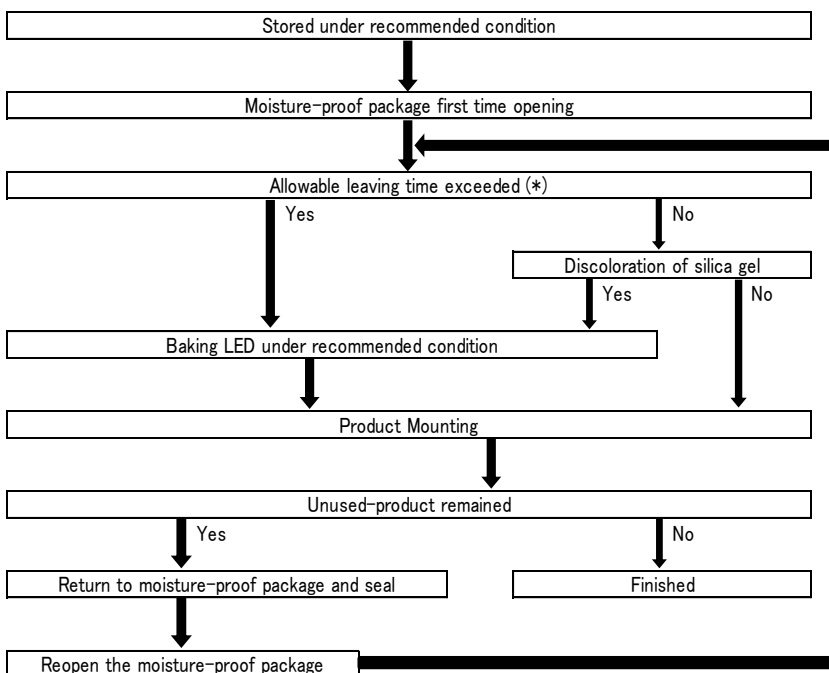 Stored under recommended condition
Moisture-proof package first time opening
Allowable leaving time exceeded (*)
Yes
No
Discoloration of silica gel
Yes
No
Baking LED under recommended condition
Product Mounting
Unused-product remained
Yes
No
Return to moisture-proof package and seal
Finished
Reopen the moisture-proof package